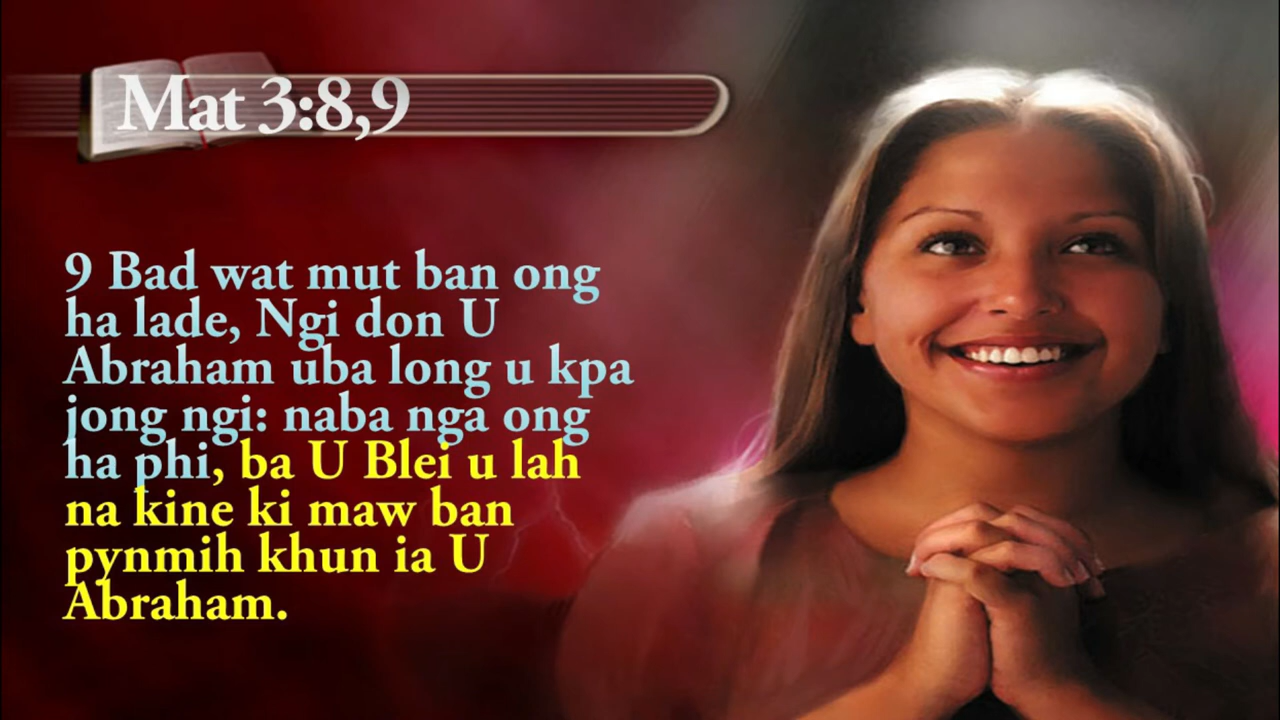 Mat 3:8,9
9 Bad wat mut ban ong
ha lade, Ngi don U
Abraham uba long u kpa
jong ngi: naba nga ong
ha phi, ba U Blei u lah
na kine ki maw ban
pynmih khun ia U
Abraham.